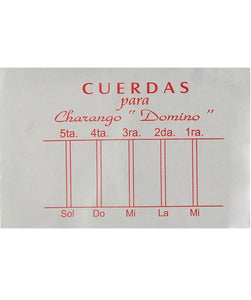 CUERDAS
para
Charango " Domino "
5ta. 4ta. 3ra. 2da. 1ra.
Sol Do Mi La Mi